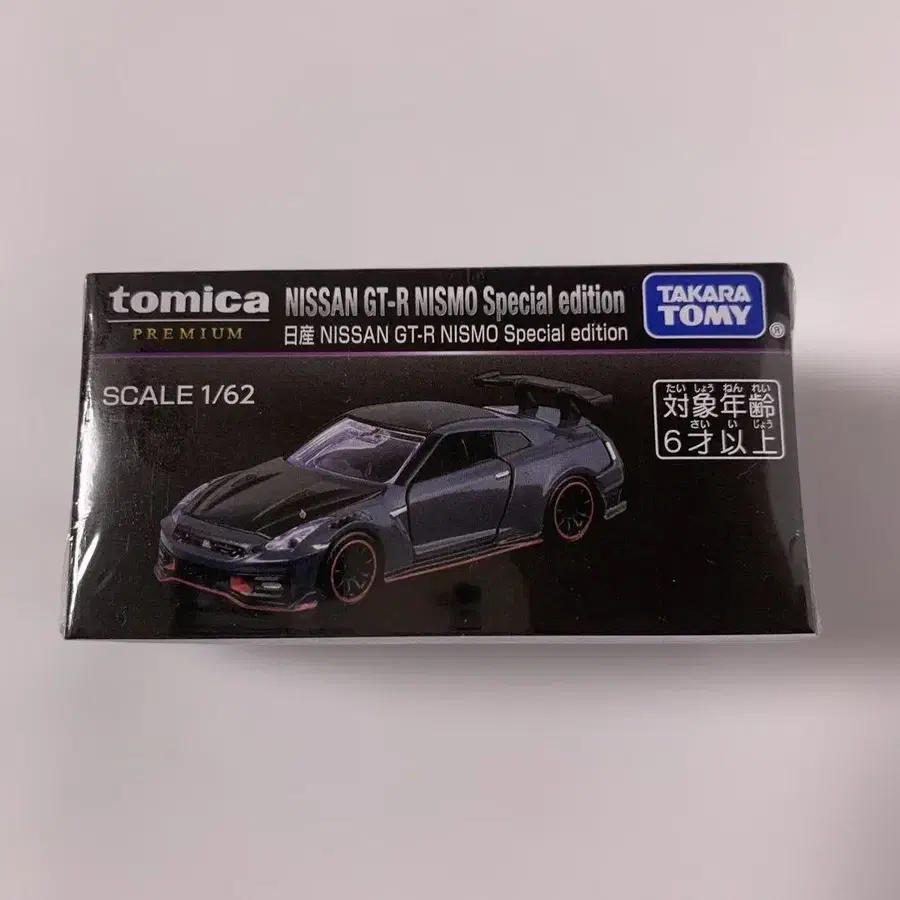 tomica
PREMIUM
NISSAN GT-R NISMO Special edition
日産 NISSAN GT-R NISMO Special edition
TAKARA
TOMY
®
SCALE 1/62
たい しょう ねん れい
対象年齢
さい い じょう
6才以上